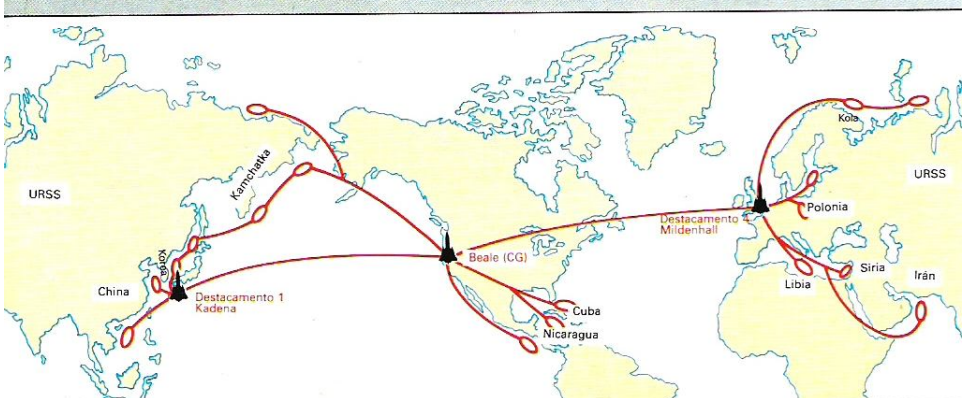 URSS
Kamchatka
Korea
China
Destacamento 1
Kadena
Beale (CG)
Cuba
Nicaragua
Destacamento
Mildenhall
Kola
URSS
Polonia
Siria
Irán
Libia